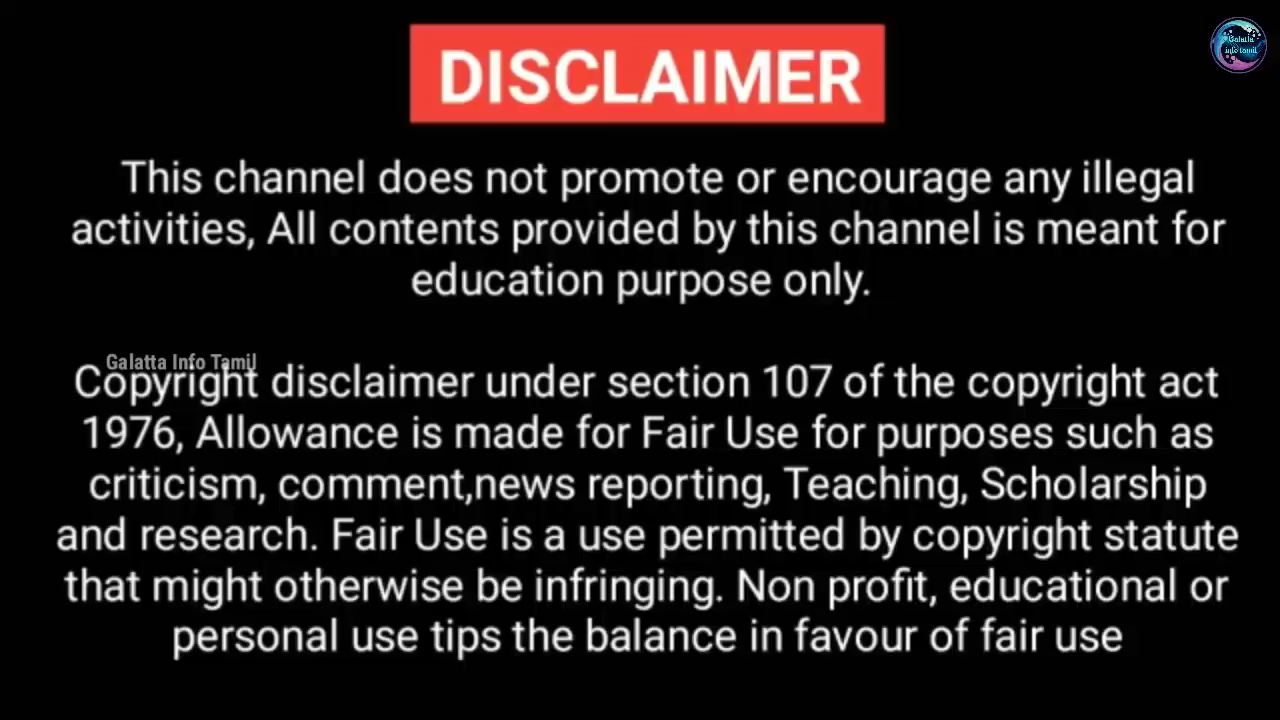 DISCLAIMER
Galatta
info tamil
This channel does not promote or encourage any illegal
activities, All contents provided by this channel is meant for
education purpose only.
Galatta Info Tamil
Copyright disclaimer under section 107 of the copyright act
1976, Allowance is made for Fair Use for purposes such as
criticism, comment,news reporting, Teaching, Scholarship
and research. Fair Use is a use permitted by copyright statute
that might otherwise be infringing. Non profit, educational or
personal use tips the balance in favour of fair use